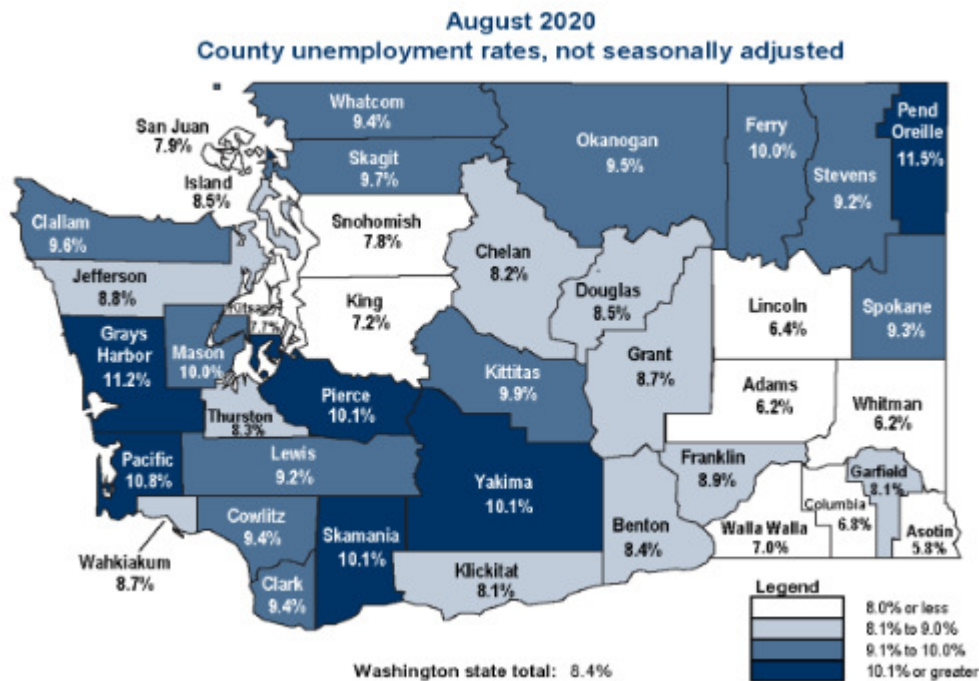 August 2020
County unemployment rates, not seasonally adjusted
Whatcom
9.4%
San Juan
7.9%
Skagit
9.7%
Island
8.5%
Okanogan
9.5%
Ferry
10.0%
Stevens
9.2%
Pend
Oreille
11.5%
Clallam
9.6%
Snohomish
7.8%
Chelan
8.2%
Jefferson
8.8%
Kitsap
7.7%
King
7.2%
Douglas
8.5%
Lincoln
6.4%
Spokane
9.3%
Grays
Harbor
11.2%
Mason
10.0%
Kittitas
9.9%
Grant
8.7%
Adams
6.2%
Whitman
6.2%
Pierce
10.1%
Thurston
8.3%
Pacific
10.8%
Lewis
9.2%
Yakima
10.1%
Franklin
8.9%
Garfield
8.1%
Columbia
6.8%
Asotin
5.8%
Walla Walla
7.0%
Benton
8.4%
Wahkiakum
8.7%
Cowlitz
9.4%
Skamania
10.1%
Clark
9.4%
Klickitat
8.1%
Legend
8.0% or less
8.1% to 9.0%
9.1% to 10.0%
10.1% or greater
Washington state total: 8.4%